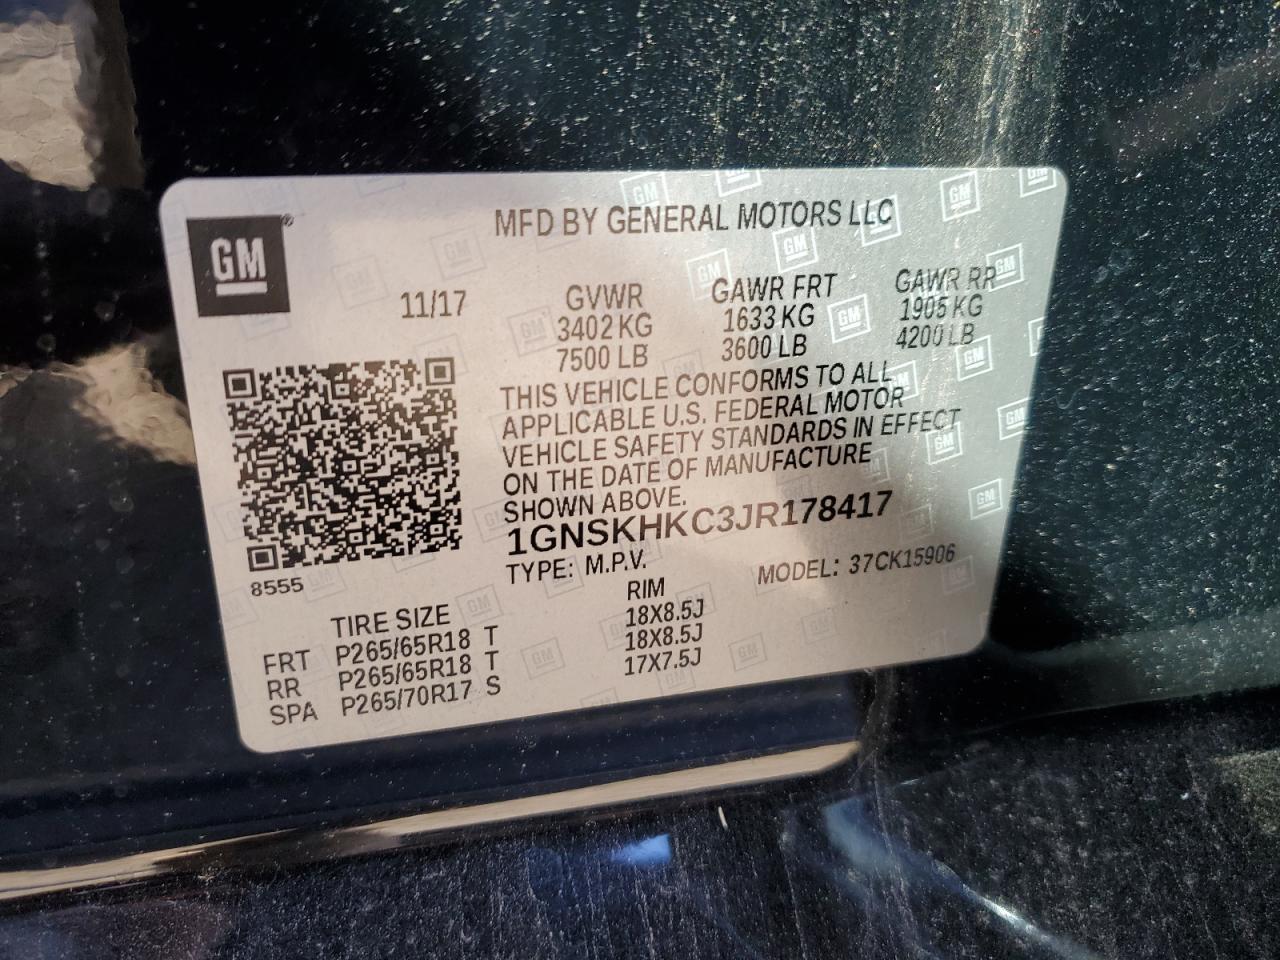 GM®
MFD BY GENERAL MOTORS LLC
11/17
GVWR GAWR FRT GAWR RR
3402 KG 1633 KG 1905 KG
7500 LB 3600 LB 4200 LB
THIS VEHICLE CONFORMS TO ALL
APPLICABLE U.S. FEDERAL MOTOR
VEHICLE SAFETY STANDARDS IN EFFECT
ON THE DATE OF MANUFACTURE
SHOWN ABOVE.
1GNSKHKC3JR178417
TYPE: M.P.V. MODEL: 37CK15906
8555
TIRE SIZE RIM
FRT P265/65R18 T 18X8.5J
RR P265/65R18 T 18X8.5J
SPA P265/70R17 S 17X7.5J